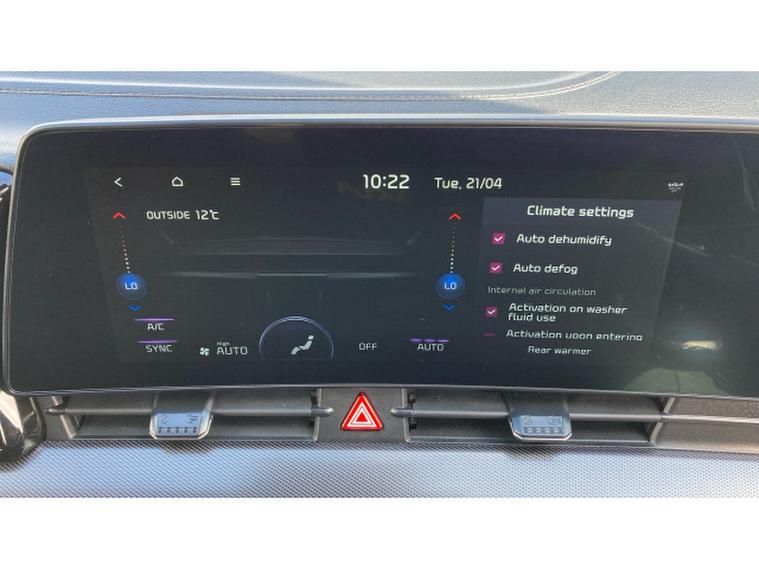 10:22 Tue, 21/04
OUTSIDE 12℃
LO
LO
A/C
SYNC
High
AUTO
OFF
AUTO
Climate settings
Auto dehumidify
Auto defog
Internal air circulation
Activation on washer
fluid use
Activation upon entering
Rear warmer